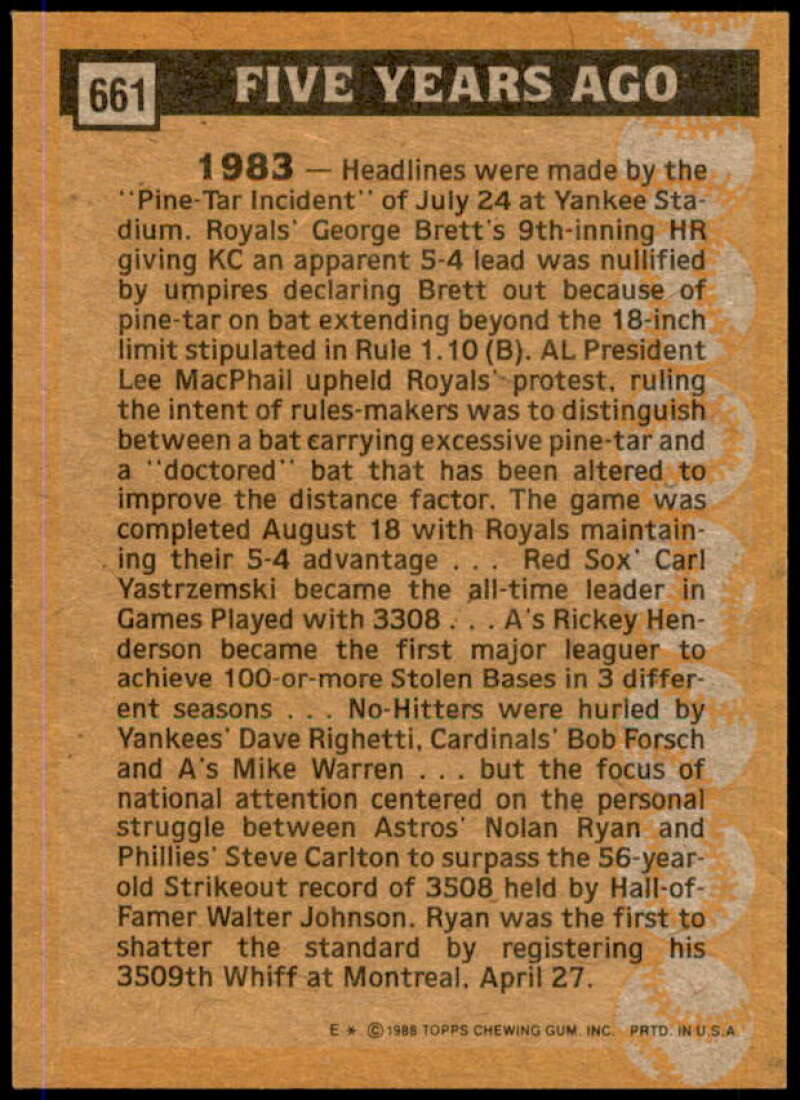 661
FIVE YEARS AGO
1983 — Headlines were made by the
"Pine-Tar Incident" of July 24 at Yankee Sta-
dium. Royals' George Brett's 9th-inning HR
giving KC an apparent 5-4 lead was nullified
by umpires declaring Brett out because of
pine-tar on bat extending beyond the 18-inch
limit stipulated in Rule 1.10 (B). AL President
Lee MacPhail upheld Royals' protest, ruling
the intent of rules-makers was to distinguish
between a bat carrying excessive pine-tar and
a "doctored" bat that has been altered to
improve the distance factor. The game was
completed August 18 with Royals maintain-
ing their 5-4 advantage . . . Red Sox' Carl
Yastrzemski became the all-time leader in
Games Played with 3308 . . . A's Rickey Hen-
derson became the first major leaguer to
achieve 100-or-more Stolen Bases in 3 differ-
ent seasons . . . No-Hitters were hurled by
Yankees' Dave Righetti, Cardinals' Bob Forsch
and A's Mike Warren . . . but the focus of
national attention centered on the personal
struggle between Astros' Nolan Ryan and
Phillies' Steve Carlton to surpass the 56-year-
old Strikeout record of 3508 held by Hall-of-
Famer Walter Johnson. Ryan was the first to
shatter the standard by registering his
3509th Whiff at Montreal, April 27.
E * © 1988 TOPPS CHEWING GUM, INC. PRTD. IN U.S.A.